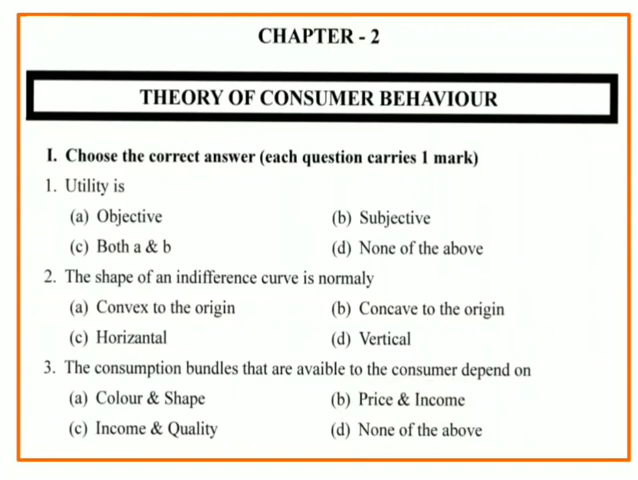 CHAPTER - 2
THEORY OF CONSUMER BEHAVIOUR
I. Choose the correct answer (each question carries 1 mark)
1. Utility is
(a) Objective (b) Subjective
(c) Both a & b (d) None of the above
2. The shape of an indifference curve is normaly
(a) Convex to the origin (b) Concave to the origin
(c) Horizantal (d) Vertical
3. The consumption bundles that are avaible to the consumer depend on
(a) Colour & Shape (b) Price & Income
(c) Income & Quality (d) None of the above